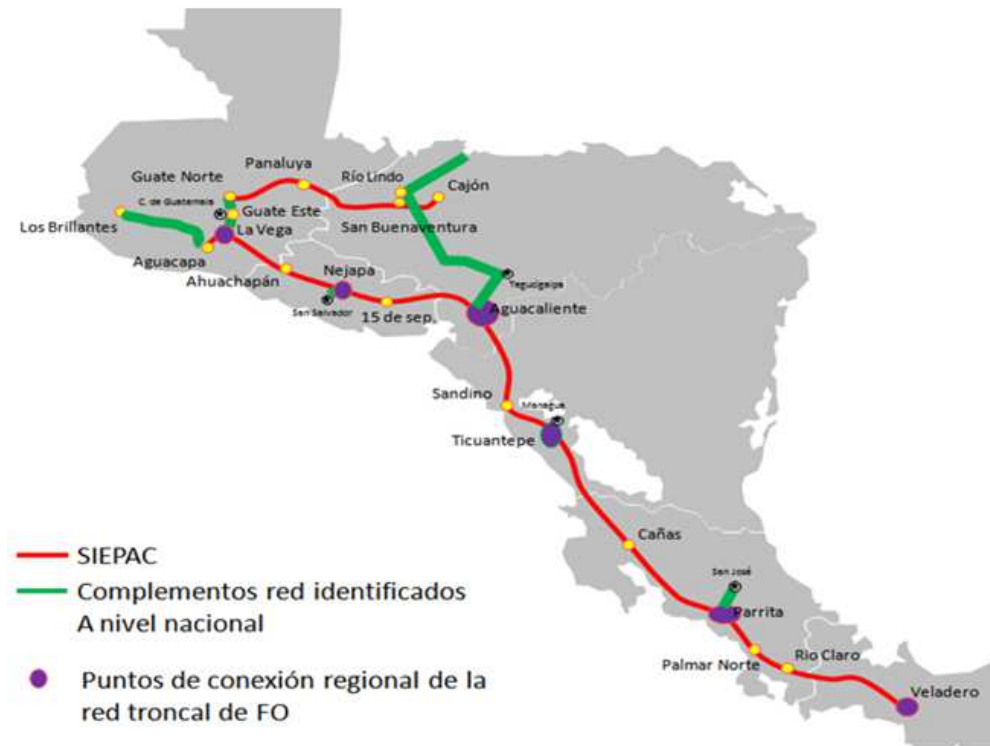 Panaluya
Guate Norte
Río Lindo
Cajón
C. de Guatemala
Guate Este
Los Brillantes
La Vega
San Buenaventura
Aguacapa
Ahuachapán
Nejapa
Tegucigalpa
San Salvador
15 de sep.
Aguacaliente
Sandino
Managua
Ticuantepe
Cañas
SIEPAC
San José
Complementos red identificados
A nivel nacional
Parrita
Palmar Norte
Rio Claro
Puntos de conexión regional de la
red troncal de FO
Veladero